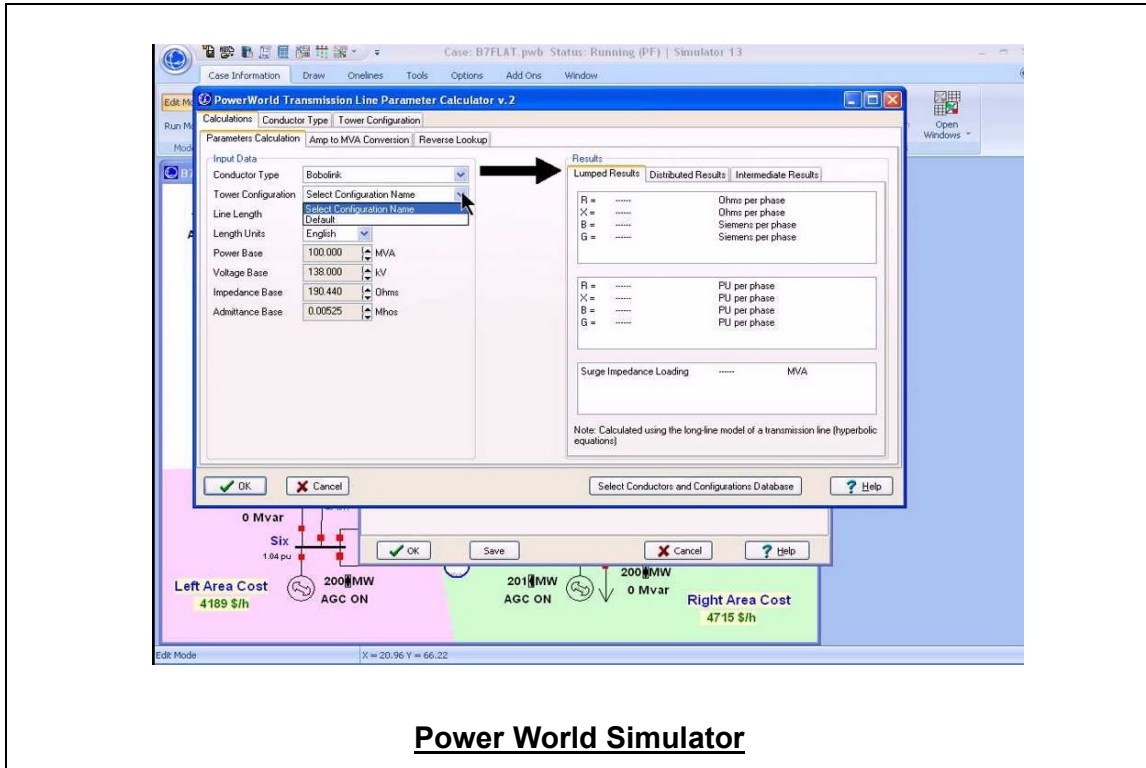 Case: B7FLAT.pwb Status: Running (PF) | Simulator 13
Case Information Draw Onelines Tools Options Add Ons Window
Edit Mo
Run Mo
Mode
Open
Windows
PowerWorld Transmission Line Parameter Calculator v.2
Calculations Conductor Type Tower Configuration
Parameters Calculation Amp to MVA Conversion Reverse Lookup
Input Data
Conductor Type Bobolink
Tower Configuration Select Configuration Name
Select Configuration Name
Line Length Default
Length Units English
Power Base 100.000 MVA
Voltage Base 138.000 kV
Impedance Base 190.440 Ohms
Admittance Base 0.00525 Mhos
Results
Lumped Results Distributed Results Intermediate Results
R = ------ Ohms per phase
X = ------ Ohms per phase
B = ------ Siemens per phase
G = ------ Siemens per phase
R = ------ PU per phase
X = ------ PU per phase
B = ------ PU per phase
G = ------ PU per phase
Surge Impedance Loading ------ MVA
Note: Calculated using the long-line model of a transmission line (hyperbolic
equations)
OK Cancel Select Conductors and Configurations Database ? Help
0 Mvar
Six
1.04 pu
OK Save Cancel ? Help
Left Area Cost
4189 $/h
200 MW
AGC ON
201 MW
AGC ON
200 MW
0 Mvar
Right Area Cost
4715 $/h
Edit Mode X = 20.96 Y = 66.22
Power World Simulator